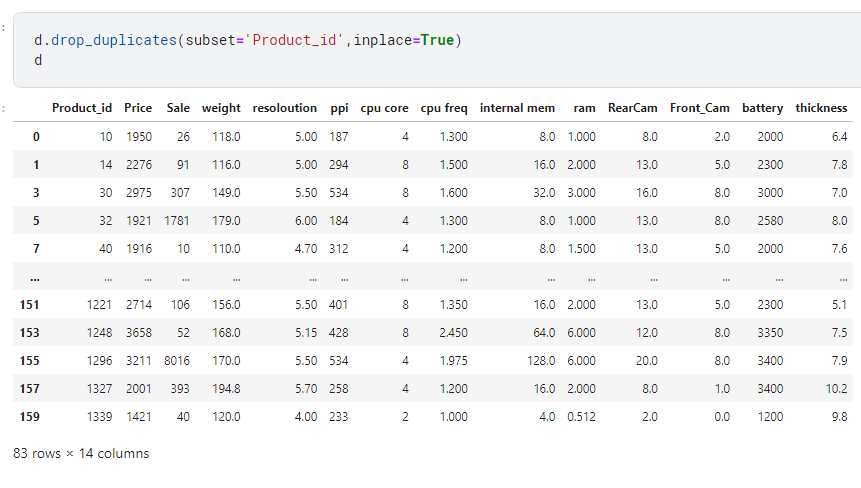 :
d.drop_duplicates(subset='Product_id',inplace=True)
d
:
Product_id Price Sale weight resoloution ppi cpu core cpu freq internal mem ram RearCam Front_Cam battery thickness
0 10 1950 26 118.0 5.00 187 4 1.300 8.0 1.000 8.0 2.0 2000 6.4
1 14 2276 91 116.0 5.00 294 8 1.500 16.0 2.000 13.0 5.0 2300 7.8
3 30 2975 307 149.0 5.50 534 8 1.600 32.0 3.000 16.0 8.0 3000 7.0
5 32 1921 1781 179.0 6.00 184 4 1.300 8.0 1.000 13.0 8.0 2580 8.0
7 40 1916 10 110.0 4.70 312 4 1.200 8.0 1.500 13.0 5.0 2000 7.6
... ... ... ... ... ... ... ... ... ... ... ... ... ... ...
151 1221 2714 106 156.0 5.50 401 8 1.350 16.0 2.000 13.0 5.0 2300 5.1
153 1248 3658 52 168.0 5.15 428 8 2.450 64.0 6.000 12.0 8.0 3350 7.5
155 1296 3211 8016 170.0 5.50 534 4 1.975 128.0 6.000 20.0 8.0 3400 7.9
157 1327 2001 393 194.8 5.70 258 4 1.200 16.0 2.000 8.0 1.0 3400 10.2
159 1339 1421 40 120.0 4.00 233 2 1.000 4.0 0.512 2.0 0.0 1200 9.8
83 rows × 14 columns